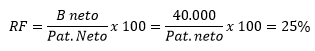 RF = B neto / Pat. Neto x 100 = 40.000 / Pat. neto x 100 = 25%